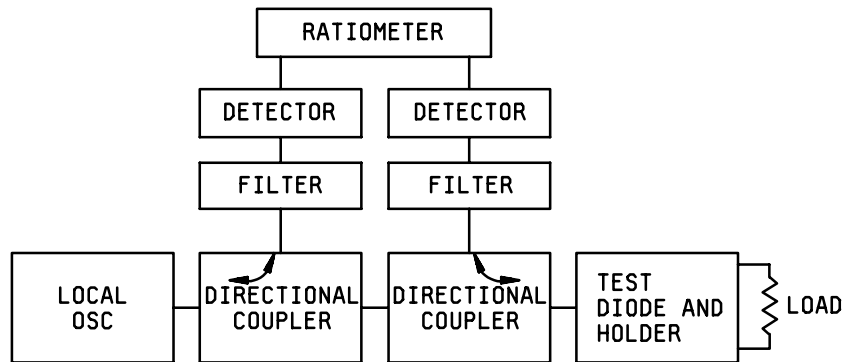 RATIOMETER
DETECTOR
DETECTOR
FILTER
FILTER
LOCAL
OSC
DIRECTIONAL
COUPLER
DIRECTIONAL
COUPLER
TEST
DIODE AND
HOLDER
LOAD